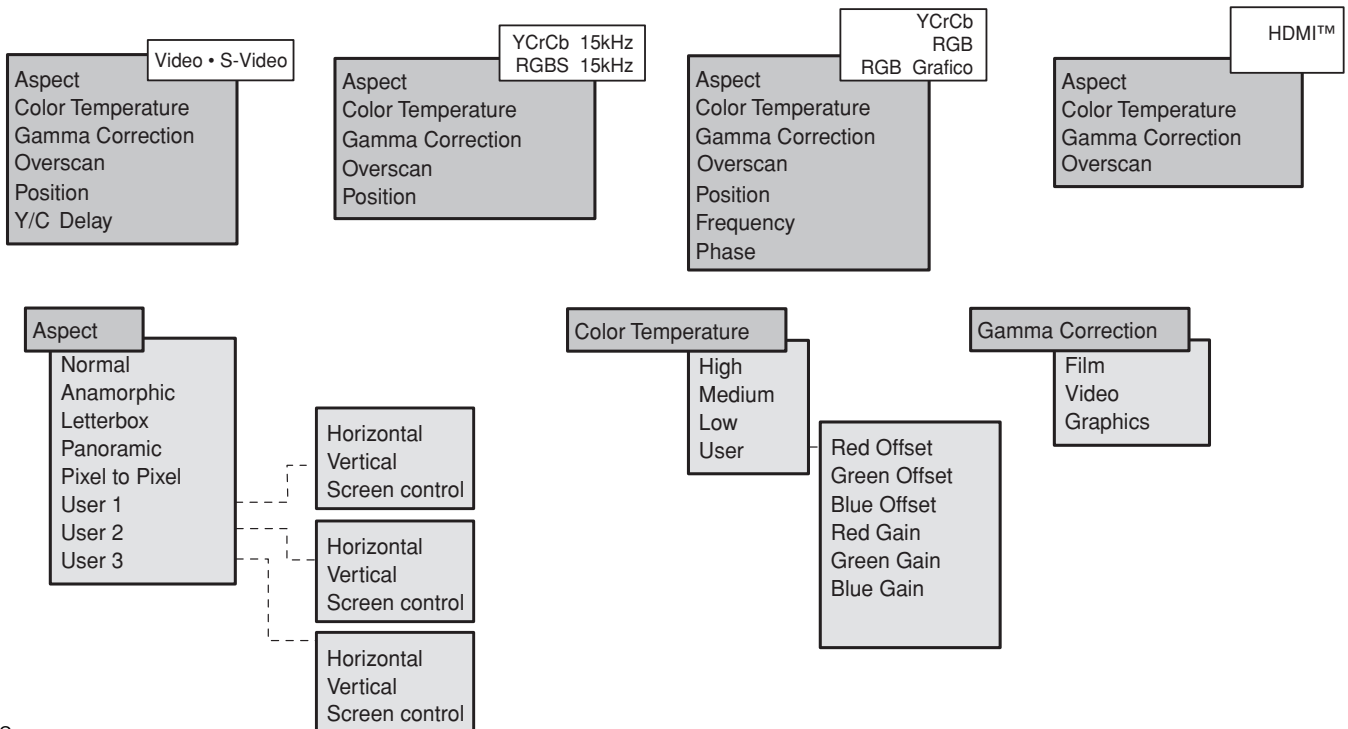 Video • S-Video
Aspect
Color Temperature
Gamma Correction
Overscan
Position
Y/C Delay
YCrCb 15kHz
RGBS 15kHz
Aspect
Color Temperature
Gamma Correction
Overscan
Position
YCrCb
RGB
RGB Grafico
Aspect
Color Temperature
Gamma Correction
Overscan
Position
Frequency
Phase
HDMI™
Aspect
Color Temperature
Gamma Correction
Overscan
Aspect
Normal
Anamorphic
Letterbox
Panoramic
Pixel to Pixel
User 1
User 2
User 3
Horizontal
Vertical
Screen control
Horizontal
Vertical
Screen control
Horizontal
Vertical
Screen control
Color Temperature
High
Medium
Low
User
Red Offset
Green Offset
Blue Offset
Red Gain
Green Gain
Blue Gain
Gamma Correction
Film
Video
Graphics